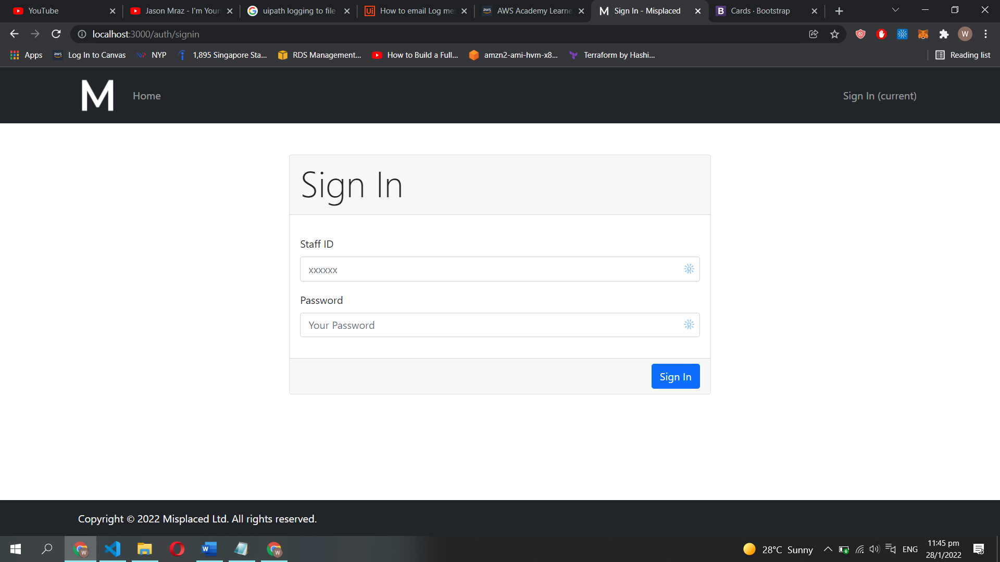 YouTube
Jason Mraz - I'm Yours
uipath logging to file
How to email Log me
AWS Academy Learne
Sign In - Misplaced
Cards · Bootstrap
localhost:3000/auth/signin
W
Apps
aws
Log In to Canvas
NYP
1,895 Singapore Sta...
RDS Management...
How to Build a Full...
amzn2-ami-hvm-x8...
Terraform by Hashi...
Reading list
M
Home
Sign In (current)
Sign In
Staff ID
xxxxxx
Password
Your Password
Sign In
Copyright © 2022 Misplaced Ltd. All rights reserved.
28°C Sunny
ENG
11:45 pm
28/1/2022